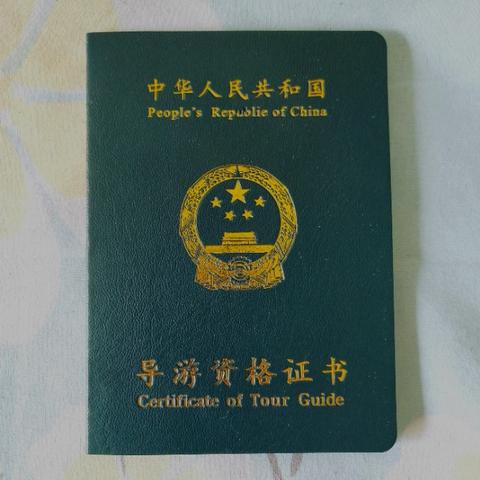 中华人民共和国
People's Republic of China
导游资格证书
Certificate of Tour Guide